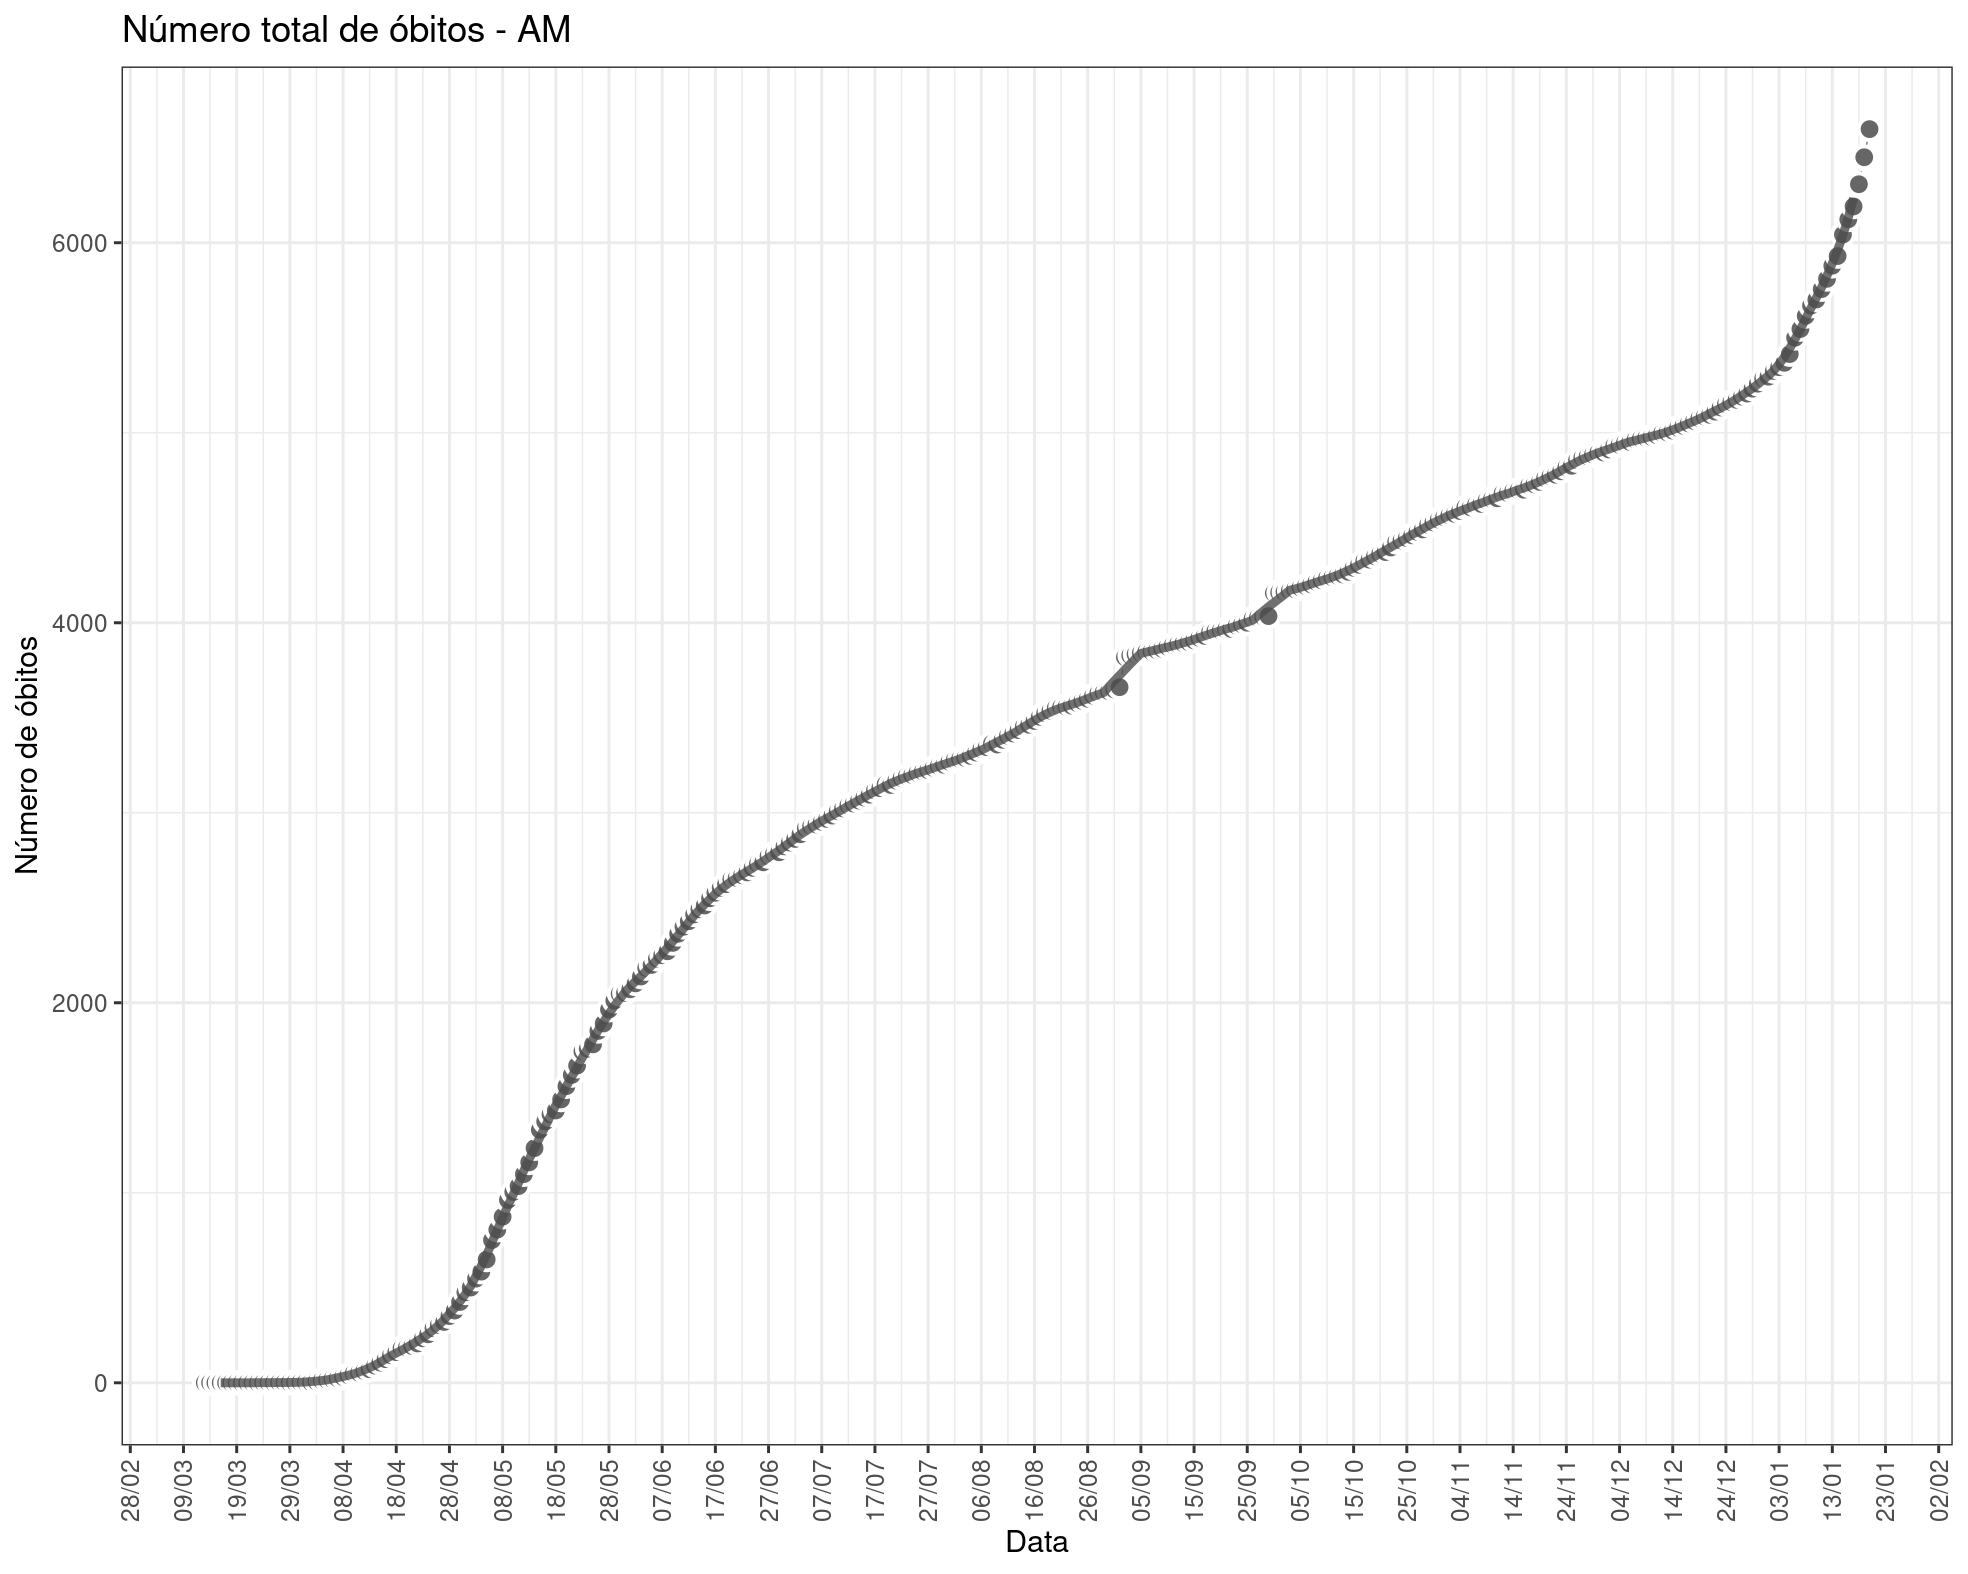 Número total de óbitos - AM
Número de óbitos
6000
4000
2000
0
28/02 09/03 19/03 29/03 08/04 18/04 28/04 08/05 18/05 28/05 07/06 17/06 27/06 07/07 17/07 27/07 06/08 16/08 26/08 05/09 15/09 25/09 05/10 15/10 25/10 04/11 14/11 24/11 04/12 14/12 24/12 03/01 13/01 23/01 02/02
Data